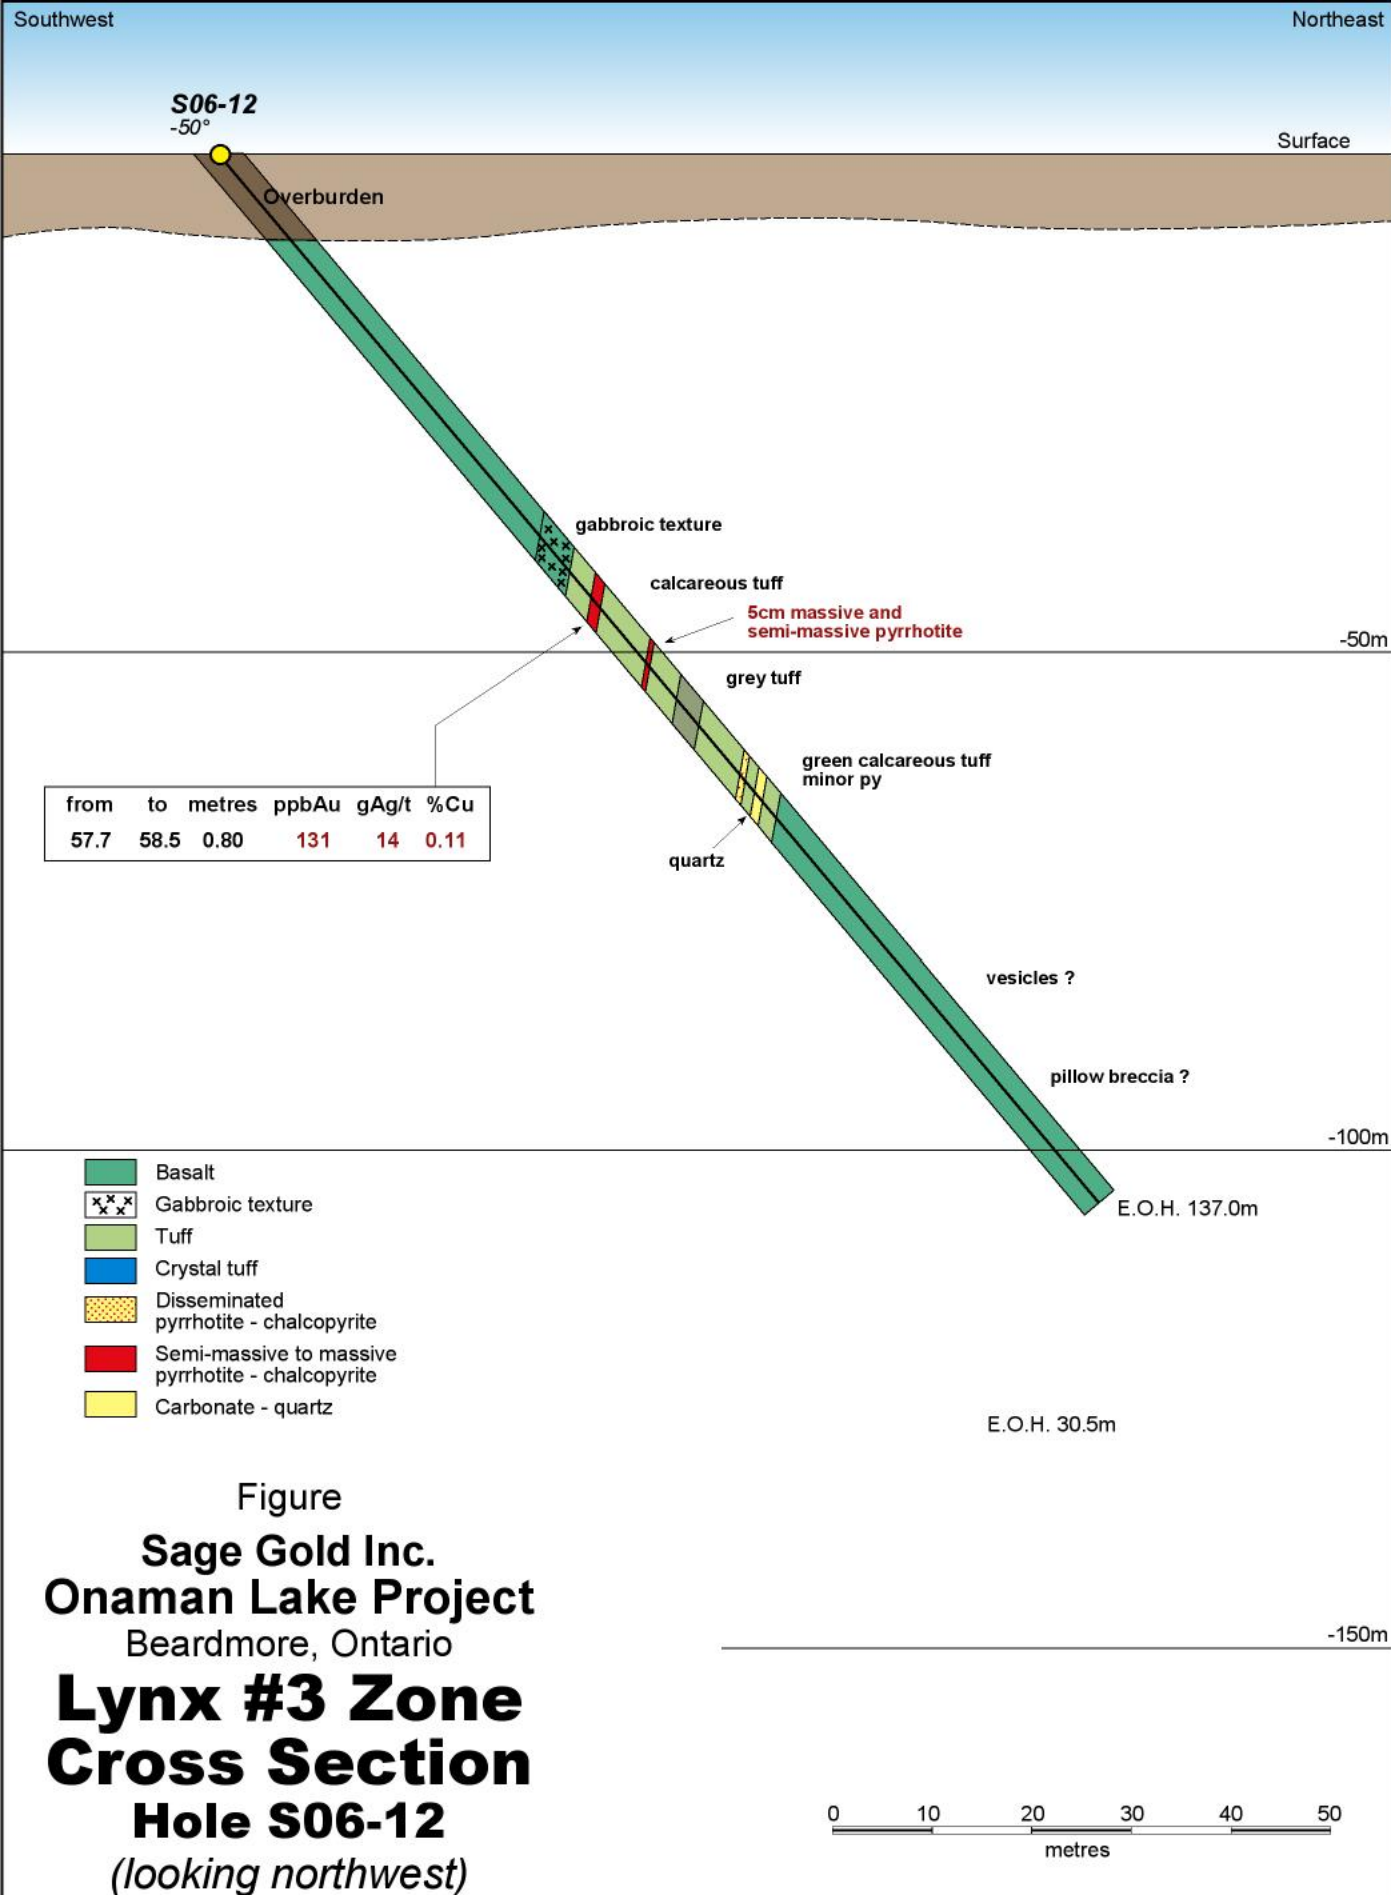 Southwest
Northeast
S06-12
-50°
Surface
Overburden
gabbroic texture
calcareous tuff
5cm massive and
semi-massive pyrrhotite
-50m
grey tuff
green calcareous tuff
minor py
from to metres ppbAu gAg/t %Cu
57.7 58.5 0.80 131 14 0.11
quartz
vesicles ?
pillow breccia ?
-100m
Basalt
Gabbroic texture
Tuff
Crystal tuff
Disseminated
pyrrhotite - chalcopyrite
Semi-massive to massive
pyrrhotite - chalcopyrite
Carbonate - quartz
E.O.H. 137.0m
E.O.H. 30.5m
Figure
Sage Gold Inc.
Onaman Lake Project
Beardmore, Ontario
Lynx #3 Zone
Cross Section
Hole S06-12
(looking northwest)
-150m
0 10 20 30 40 50
metres